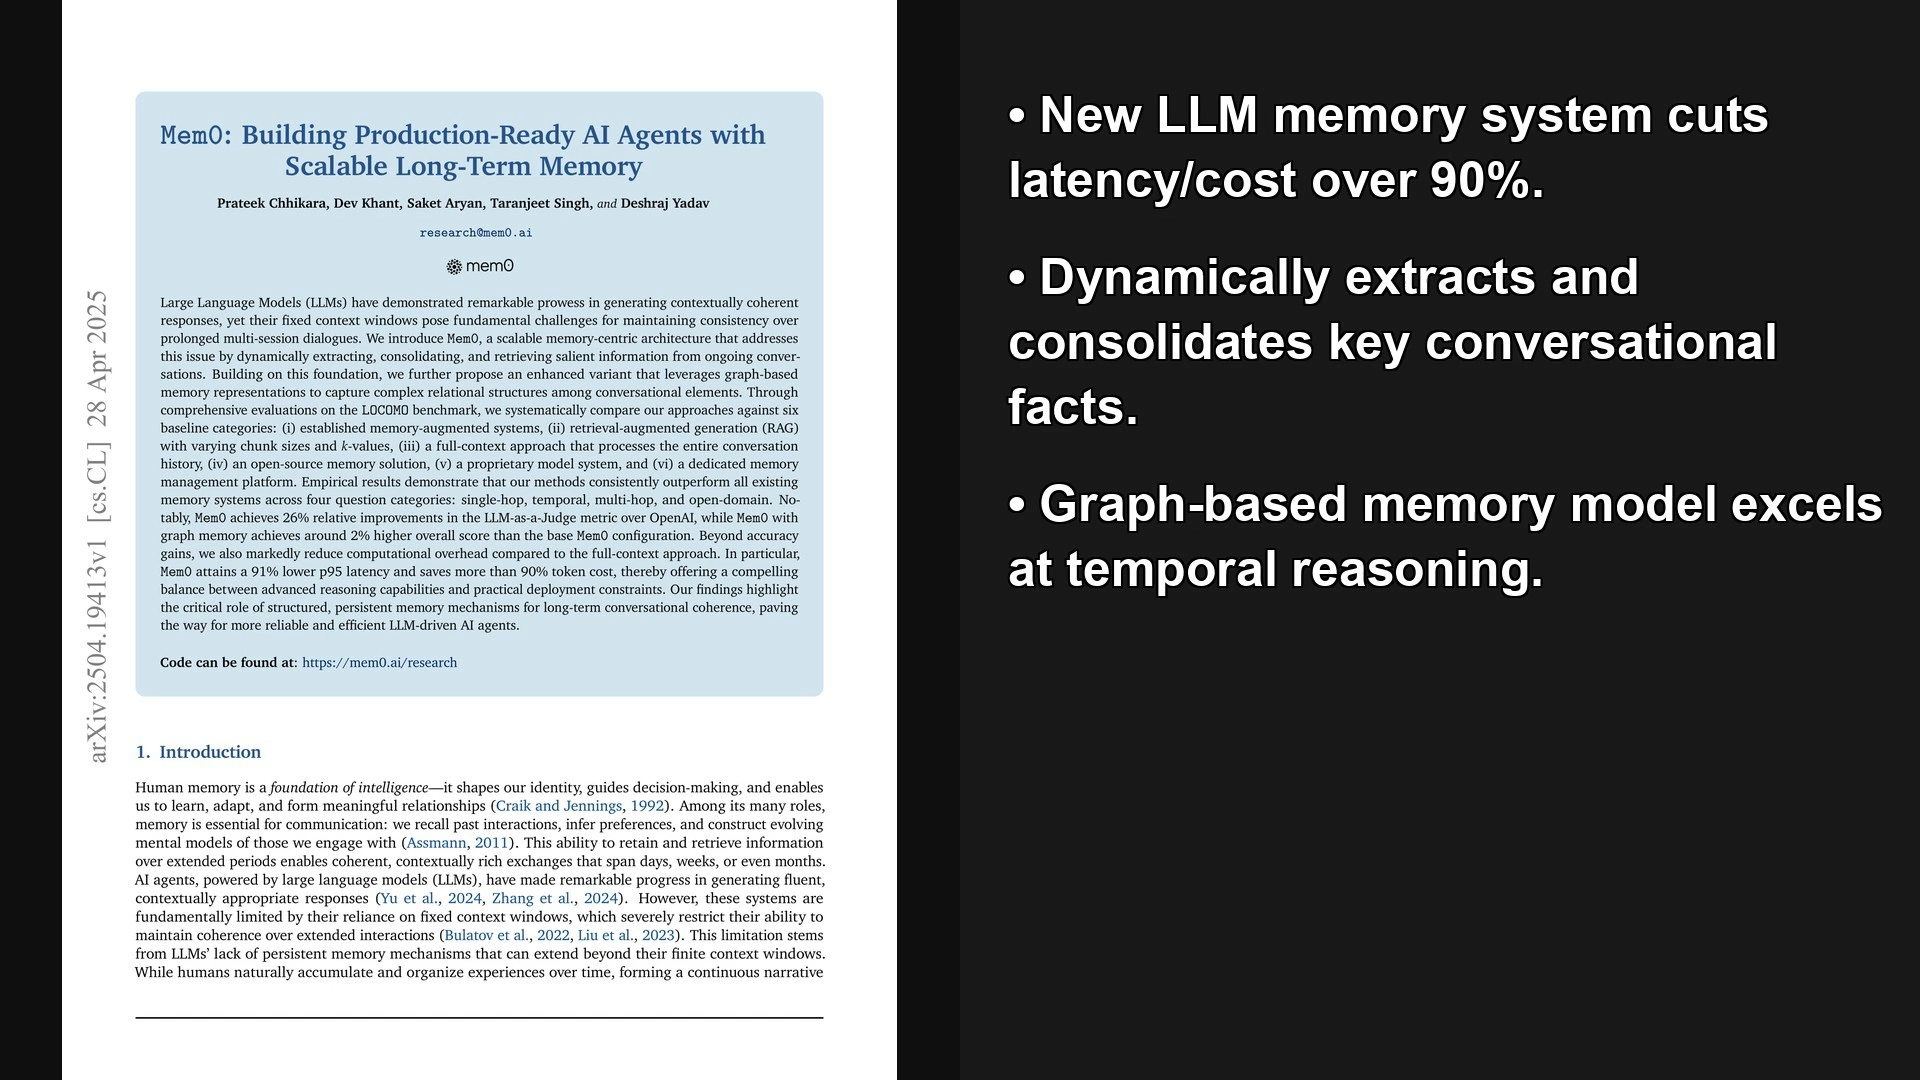 arXiv:2504.19413v1 [cs.CL] 28 Apr 2025
Mem0: Building Production-Ready AI Agents with
Scalable Long-Term Memory
Prateek Chhikara, Dev Khant, Saket Aryan, Taranjeet Singh, and Deshraj Yadav
research@mem0.ai
mem0
Large Language Models (LLMs) have demonstrated remarkable prowess in generating contextually coherent
responses, yet their fixed context windows pose fundamental challenges for maintaining consistency over
prolonged multi-session dialogues. We introduce Mem0, a scalable memory-centric architecture that addresses
this issue by dynamically extracting, consolidating, and retrieving salient information from ongoing conver-
sations. Building on this foundation, we further propose an enhanced variant that leverages graph-based
memory representations to capture complex relational structures among conversational elements. Through
comprehensive evaluations on the LOCOMO benchmark, we systematically compare our approaches against six
baseline categories: (i) established memory-augmented systems, (ii) retrieval-augmented generation (RAG)
with varying chunk sizes and k-values, (iii) a full-context approach that processes the entire conversation
history, (iv) an open-source memory solution, (v) a proprietary model system, and (vi) a dedicated memory
management platform. Empirical results demonstrate that our methods consistently outperform all existing
memory systems across four question categories: single-hop, temporal, multi-hop, and open-domain. No-
tably, Mem0 achieves 26% relative improvements in the LLM-as-a-Judge metric over OpenAI, while Mem0 with
graph memory achieves around 2% higher overall score than the base Mem0 configuration. Beyond accuracy
gains, we also markedly reduce computational overhead compared to the full-context approach. In particular,
Mem0 attains a 91% lower p95 latency and saves more than 90% token cost, thereby offering a compelling
balance between advanced reasoning capabilities and practical deployment constraints. Our findings highlight
the critical role of structured, persistent memory mechanisms for long-term conversational coherence, paving
the way for more reliable and efficient LLM-driven AI agents.
Code can be found at: https://mem0.ai/research
1. Introduction
Human memory is a foundation of intelligence—it shapes our identity, guides decision-making, and enables
us to learn, adapt, and form meaningful relationships (Craik and Jennings, 1992). Among its many roles,
memory is essential for communication: we recall past interactions, infer preferences, and construct evolving
mental models of those we engage with (Assmann, 2011). This ability to retain and retrieve information
over extended periods enables coherent, contextually rich exchanges that span days, weeks, or even months.
AI agents, powered by large language models (LLMs), have made remarkable progress in generating fluent,
contextually appropriate responses (Yu et al., 2024, Zhang et al., 2024). However, these systems are
fundamentally limited by their reliance on fixed context windows, which severely restrict their ability to
maintain coherence over extended interactions (Bulatov et al., 2022, Liu et al., 2023). This limitation stems
from LLMs' lack of persistent memory mechanisms that can extend beyond their finite context windows.
While humans naturally accumulate and organize experiences over time, forming a continuous narrative
• New LLM memory system cuts
latency/cost over 90%.
• Dynamically extracts and
consolidates key conversational
facts.
• Graph-based memory model excels
at temporal reasoning.